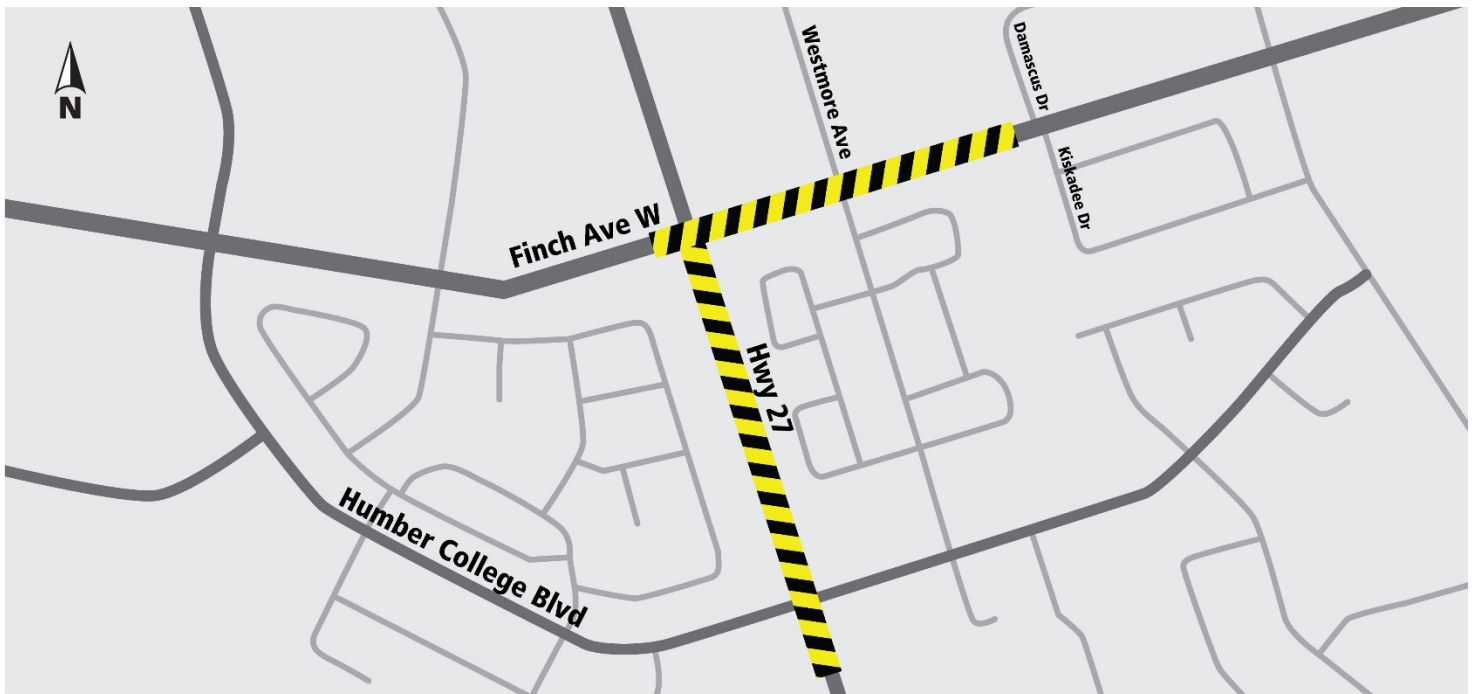 N
Westmore Ave
Damascus Dr
Kiskadee Dr
Finch Ave W
Hwy 27
Humber College Blvd